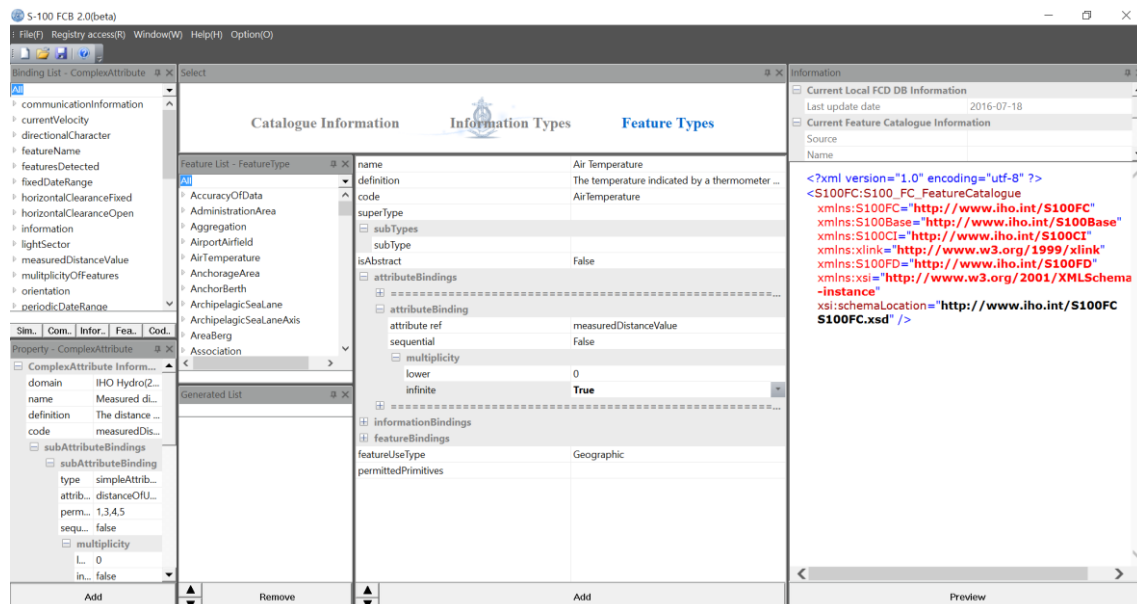 S-100 FCB 2.0(beta)
File(F) Registry access(R) Window(W) Help(H) Option(O)
Binding List - ComplexAttribute
All
communicationInformation
currentVelocity
directionalCharacter
featureName
featuresDetected
fixedDateRange
horizontalClearanceFixed
horizontalClearanceOpen
information
lightSector
measuredDistanceValue
mulitplicityOfFeatures
orientation
periodicDateRange
Sim.. Com.. Infor.. Fea.. Cod..
Property - ComplexAttribute
ComplexAttribute Inform...
domain IHO Hydro(2...
name Measured di...
definition The distance ...
code measuredDis...
subAttributeBindings
subAttributeBinding
type simpleAttrib...
attrib... distanceOfU...
perm... 1,3,4,5
sequ... false
multiplicity
l... 0
in... false
Add
Select
Catalogue Information Information Types Feature Types
Feature List - FeatureType
All
AccuracyOfData
AdministrationArea
Aggregation
AirportAirfield
AirTemperature
AnchorageArea
AnchorBerth
ArchipelagicSeaLane
ArchipelagicSeaLaneAxis
AreaBerg
Association
Generated List
Remove
name Air Temperature
definition The temperature indicated by a thermometer ...
code AirTemperature
superType
subTypes
subType
isAbstract False
attributeBindings
attributeBinding
attribute ref measuredDistanceValue
sequential False
multiplicity
lower 0
infinite True
informationBindings
featureBindings
featureUseType Geographic
permittedPrimitives
Add
Information
Current Local FCD DB Information
Last update date 2016-07-18
Current Feature Catalogue Information
Source
Name
<?xml version="1.0" encoding="utf-8" ?>
<S100FC:S100_FC_FeatureCatalogue
xmlns:S100FC="http://www.iho.int/S100FC"
xmlns:S100Base="http://www.iho.int/S100Base"
xmlns:S100CI="http://www.iho.int/S100CI"
xmlns:xlink="http://www.w3.org/1999/xlink"
xmlns:S100FD="http://www.iho.int/S100FD"
xmlns:xsi="http://www.w3.org/2001/XMLSchema
-instance"
xsi:schemaLocation="http://www.iho.int/S100FC
S100FC.xsd" />
Preview